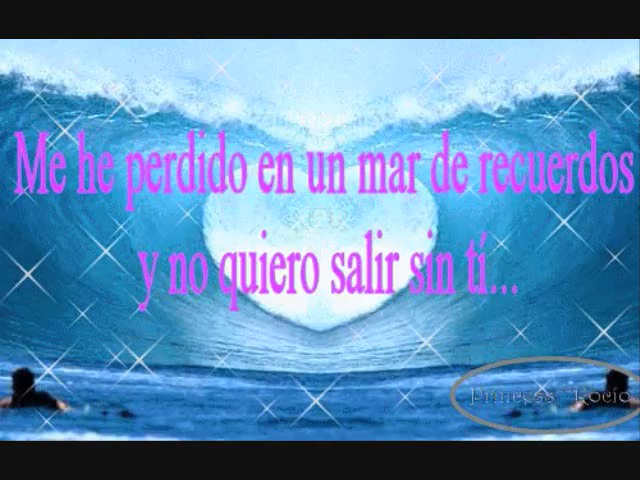 Me he perdido en un mar de recuerdos
y no quiero salir sin tí...
Princess Rocio